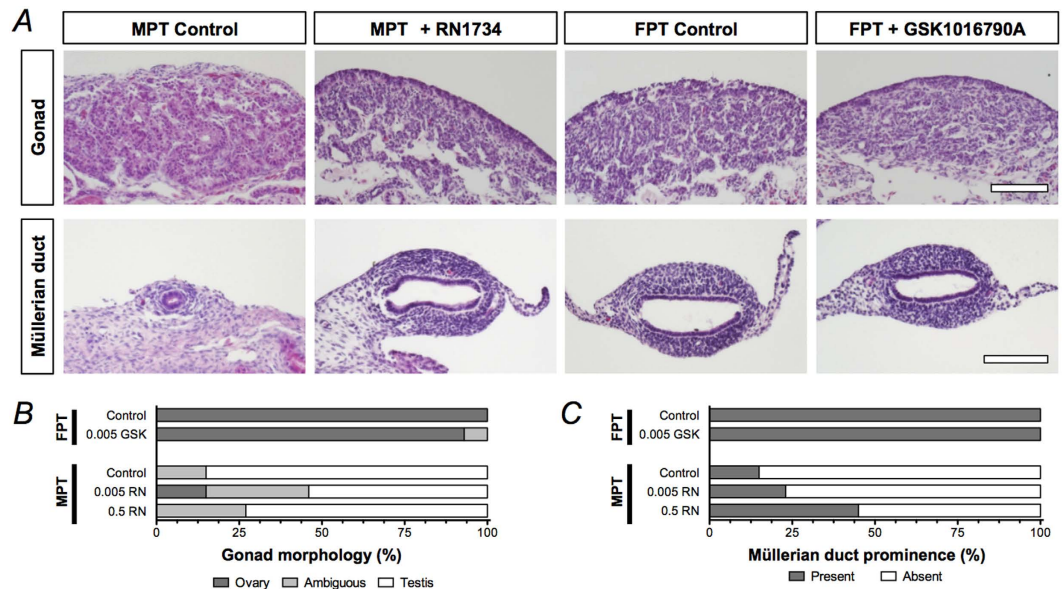 A
MPT Control
MPT + RN1734
FPT Control
FPT + GSK1016790A
Gonad
Müllerian duct
B
FPT
Control
0.005 GSK
MPT
Control
0.005 RN
0.5 RN
0 25 50 75 100
Gonad morphology (%)
Ovary Ambiguous Testis
C
FPT
Control
0.005 GSK
MPT
Control
0.005 RN
0.5 RN
0 25 50 75 100
Müllerian duct prominence (%)
Present Absent